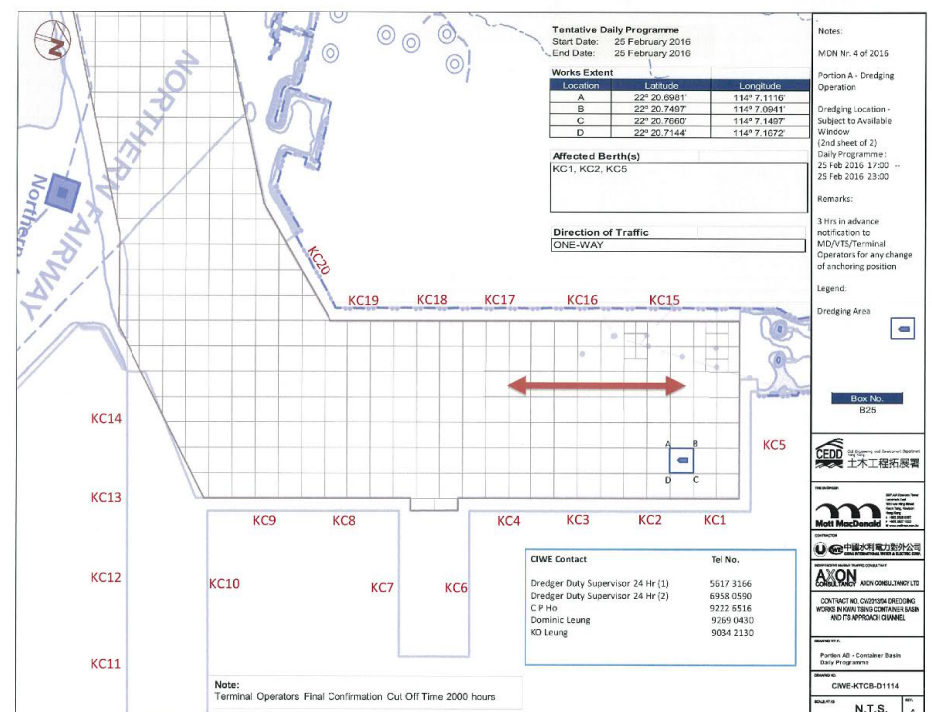 N
NORTHERN FAIRWAY
Northern
Tentative Daily Programme
Start Date: 25 February 2016
End Date: 25 February 2016
Works Extent
Location Latitude Longitude
A 22° 20.6981' 114° 7.1116'
B 22° 20.7497' 114° 7.0941'
C 22° 20.7660' 114° 7.1497'
D 22° 20.7144' 114° 7.1672'
Affected Berth(s)
KC1, KC2, KC5
Direction of Traffic
ONE-WAY
KC20
KC19 KC18 KC17 KC16 KC15
KC14
KC5
A B
D C
KC13
KC9 KC8 KC4 KC3 KC2 KC1
KC12
KC10
KC7 KC6
KC11
CIWE Contact Tel No.
Dredger Duty Supervisor 24 Hr (1) 5617 3166
Dredger Duty Supervisor 24 Hr (2) 6958 0590
C P Ho 9222 6516
Dominic Leung 9269 0430
KO Leung 9034 2130
Note:
Terminal Operators Final Confirmation Cut Off Time 2000 hours
Notes:
MDN Nr. 4 of 2016
Portion A - Dredging
Operation
Dredging Location -
Subject to Available
Window
(2nd sheet of 2)
Daily Programme:
25 Feb 2016 17:00 --
25 Feb 2016 23:00
Remarks:
3 Hrs in advance
notification to
MD/VTS/Terminal
Operators for any change
of anchoring position
Legend:
Dredging Area
Box No.
B25
CEDD
土木工程拓展署
Mott MacDonald
CONTRACTOR
中國水利電力對外公司
AXON
CONSULTANCY
AXON CONSULTANCY LTD
CONTRACT NO. CV/2013/04 DREDGING
WORKS IN KWAI TSING CONTAINER BASIN
AND ITS APPROACH CHANNEL
Portion AB - Container Basin
Daily Programme
DRAWING NO.
CIWE-KTCB-D1114
N.T.S.